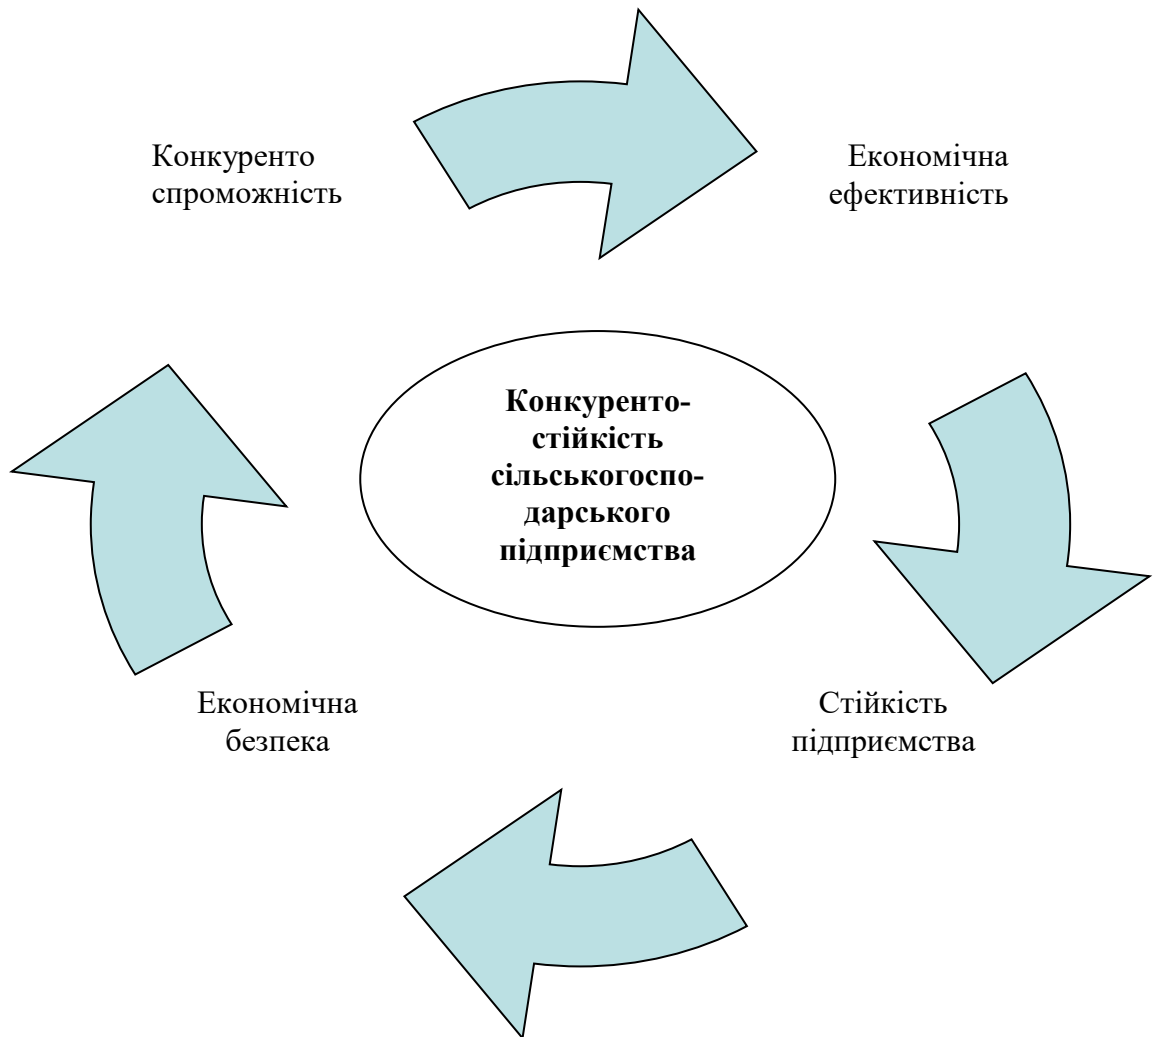 Конкуренто
спроможність
Економічна
ефективність
Конкуренто-
стійкість
сільськогоспо-
дарського
підприємства
Економічна
безпека
Стійкість
підприємства